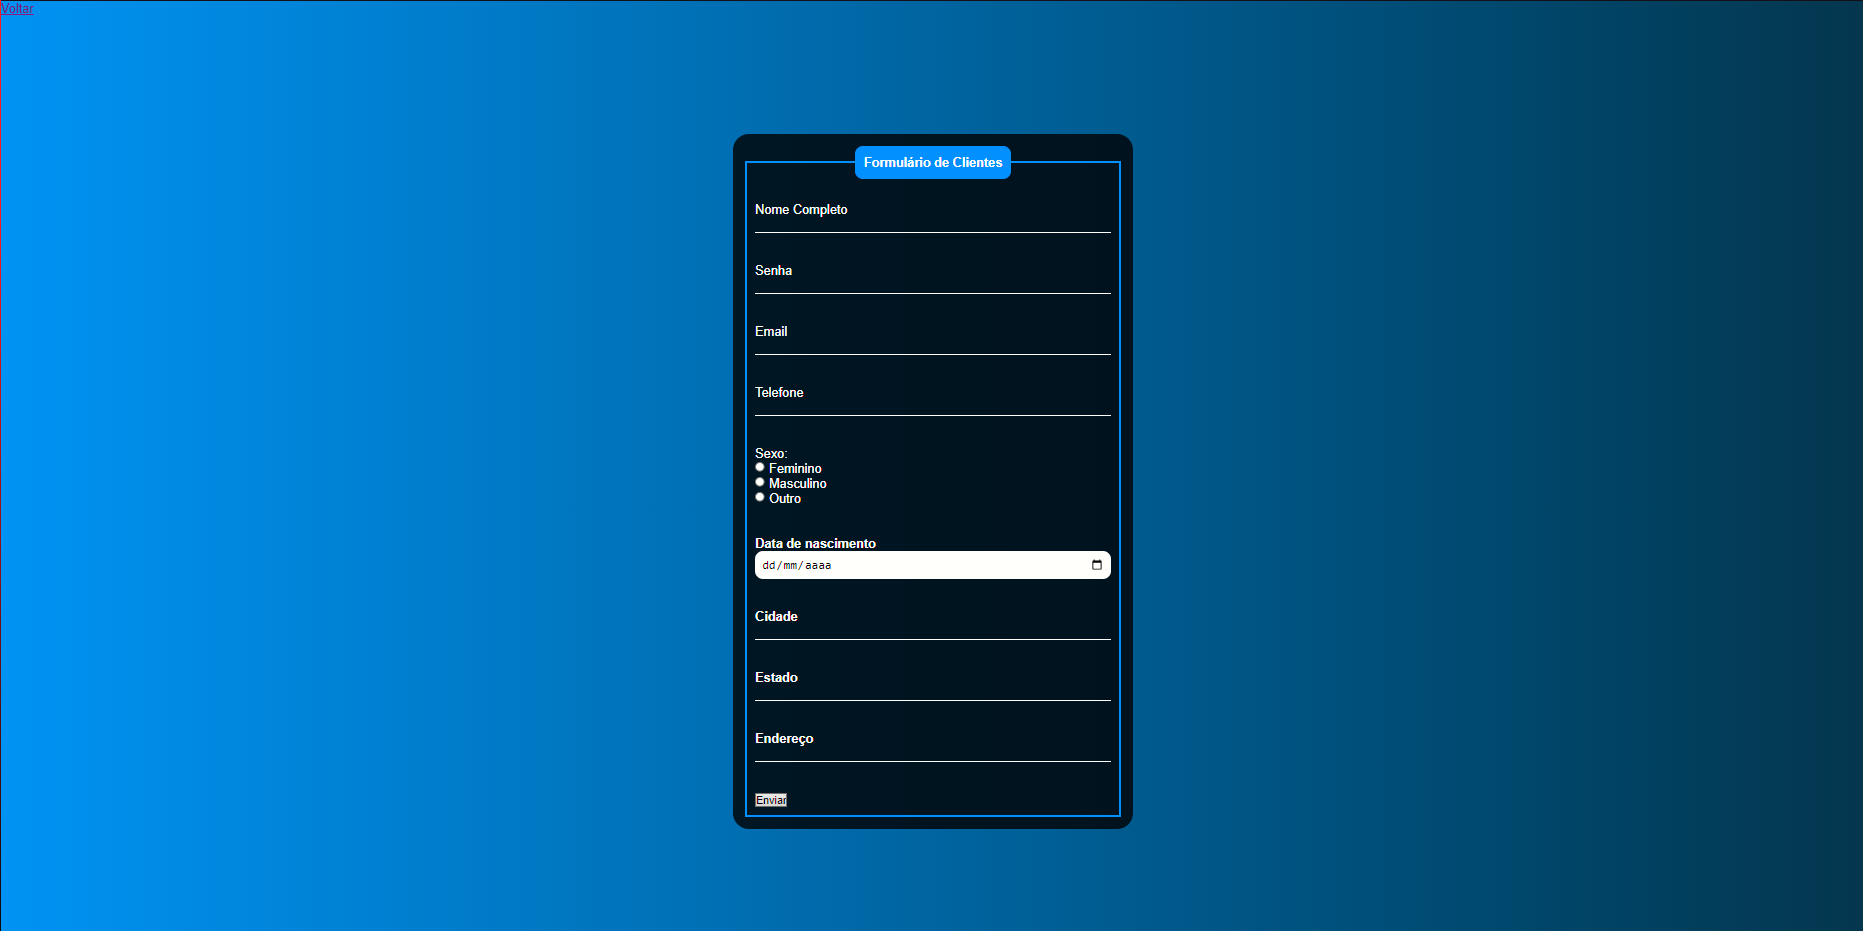 Voltar
Formulário de Clientes
Nome Completo
Senha
Email
Telefone
Sexo:
Feminino
Masculino
Outro
Data de nascimento
dd/mm/aaaa
Cidade
Estado
Endereço
Enviar